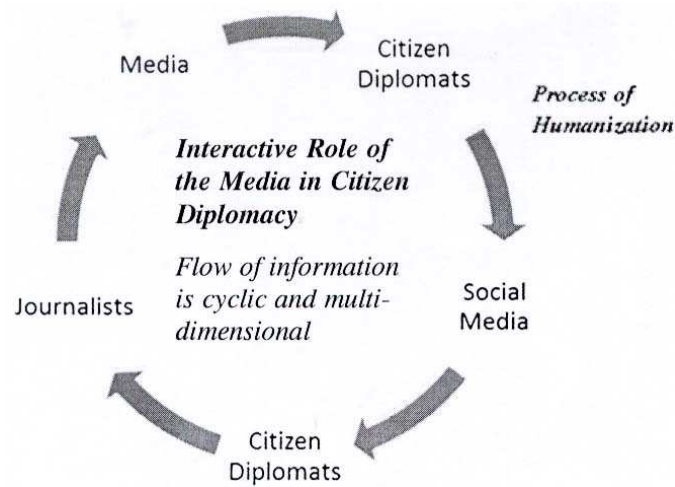 Media
Citizen
Diplomats
Process of
Humanization
Interactive Role of
the Media in Citizen
Diplomacy
Flow of information
is cyclic and multi-
dimensional
Social
Media
Journalists
Citizen
Diplomats